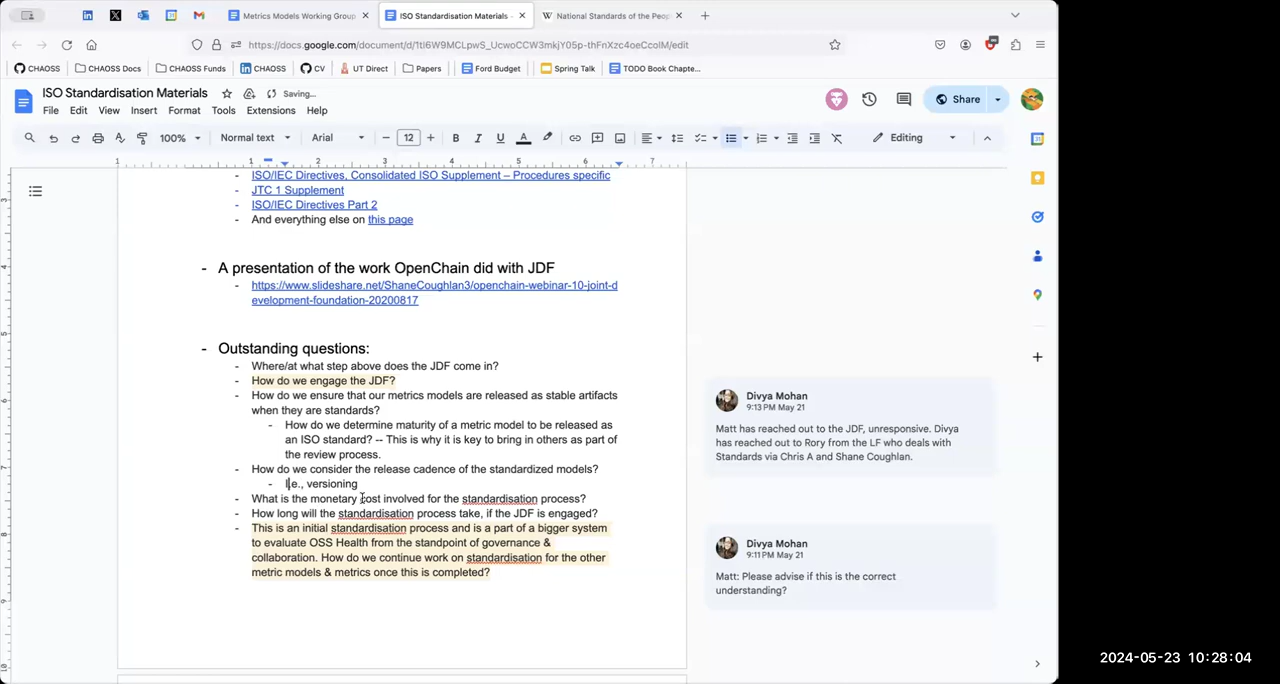 Metrics Models Working Group
ISO Standardisation Materials -
National Standards of the Peop
https://docs.google.com/document/d/1tI6W9MCLpwS_UcwoCCW3mkjY05p-thFnXzc4oeCcoIM/edit
CHAOSS
CHAOSS Docs
CHAOSS Funds
CHAOSS
CV
UT Direct
Papers
Ford Budget
Spring Talk
TODO Book Chapte...
ISO Standardisation Materials
Saving...
File Edit View Insert Format Tools Extensions Help
Share
100% Normal text Arial - 12 + B I U A Editing
1 1 2 3 4 5 6 7
- ISO/IEC Directives, Consolidated ISO Supplement – Procedures specific
- JTC 1 Supplement
- ISO/IEC Directives Part 2
- And everything else on this page
- A presentation of the work OpenChain did with JDF
- https://www.slideshare.net/ShaneCoughlan3/openchain-webinar-10-joint-d
evelopment-foundation-20200817
- Outstanding questions:
- Where/at what step above does the JDF come in?
- How do we engage the JDF?
- How do we ensure that our metrics models are released as stable artifacts
when they are standards?
- How do we determine maturity of a metric model to be released as
an ISO standard? -- This is why it is key to bring in others as part of
the review process.
- How do we consider the release cadence of the standardized models?
- I.e., versioning
- What is the monetary cost involved for the standardisation process?
- How long will the standardisation process take, if the JDF is engaged?
- This is an initial standardisation process and is a part of a bigger system
to evaluate OSS Health from the standpoint of governance &
collaboration. How do we continue work on standardisation for the other
metric models & metrics once this is completed?
Divya Mohan
9:13 PM May 21
Matt has reached out to the JDF, unresponsive. Divya
has reached out to Rory from the LF who deals with
Standards via Chris A and Shane Coughlan.
Divya Mohan
9:11 PM May 21
Matt: Please advise if this is the correct
understanding?
2024-05-23 10:28:04